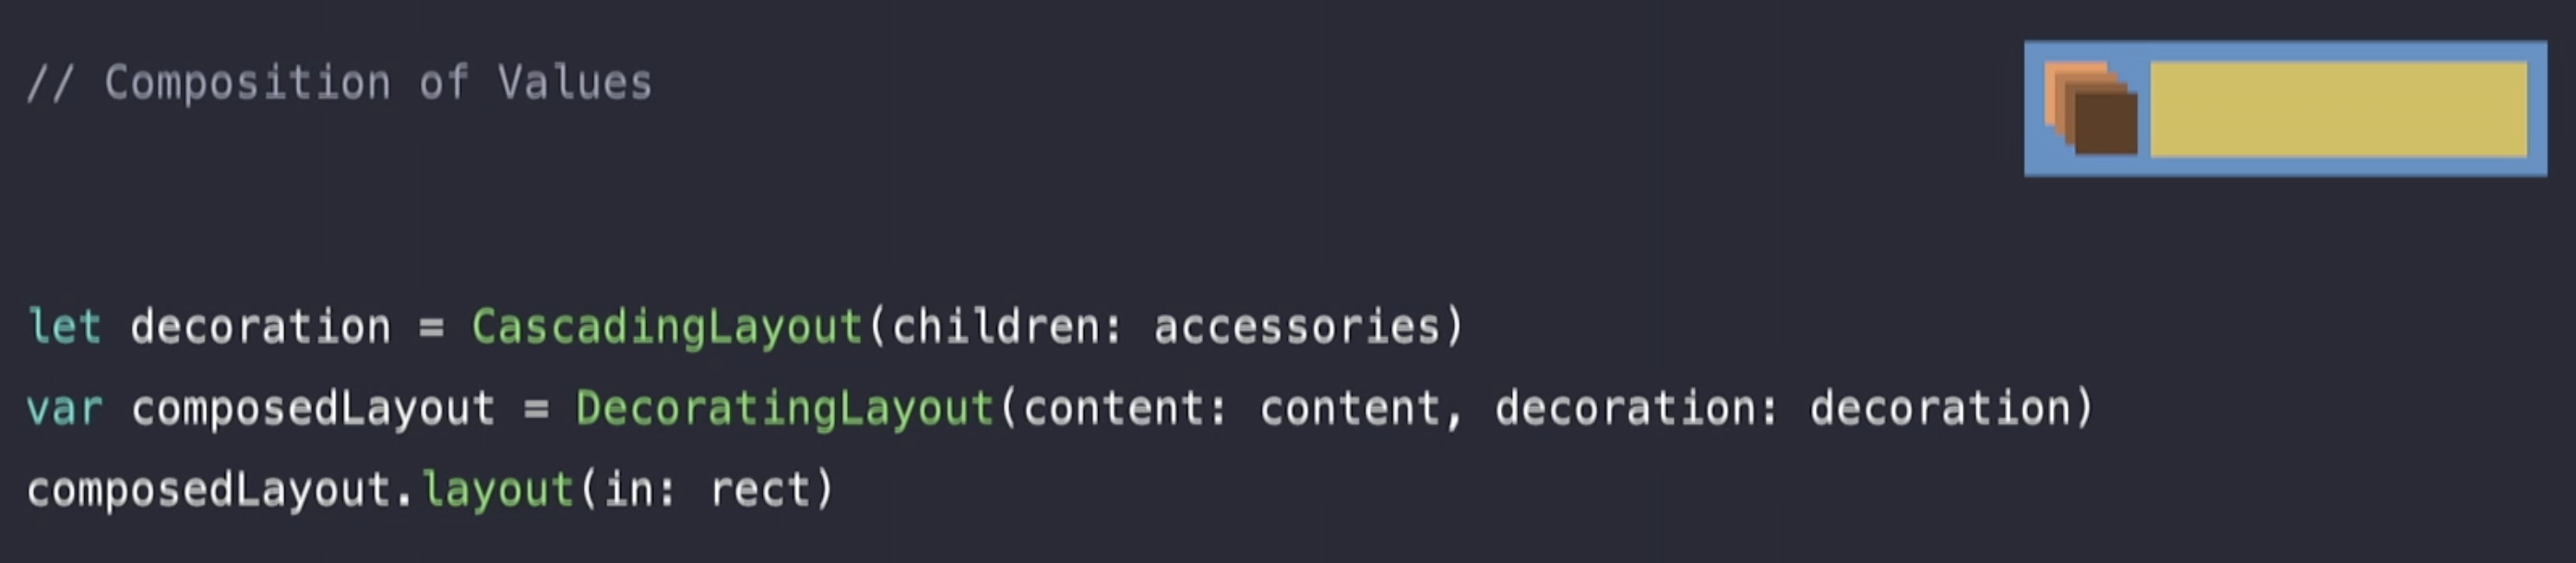 // Composition of Values
let decoration = CascadingLayout(children: accessories)
var composedLayout = DecoratingLayout(content: content, decoration: decoration)
composedLayout.layout(in: rect)